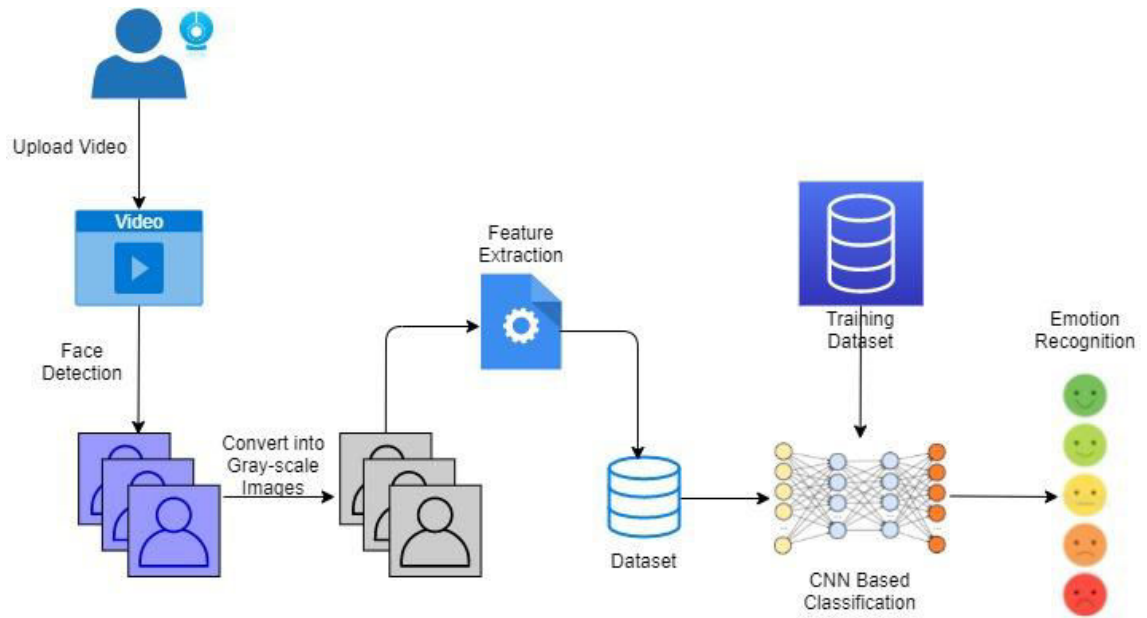 Upload Video
Video
Face
Detection
Convert into
Gray-scale
Images
Feature
Extraction
Dataset
Training
Dataset
CNN Based
Classification
Emotion
Recognition